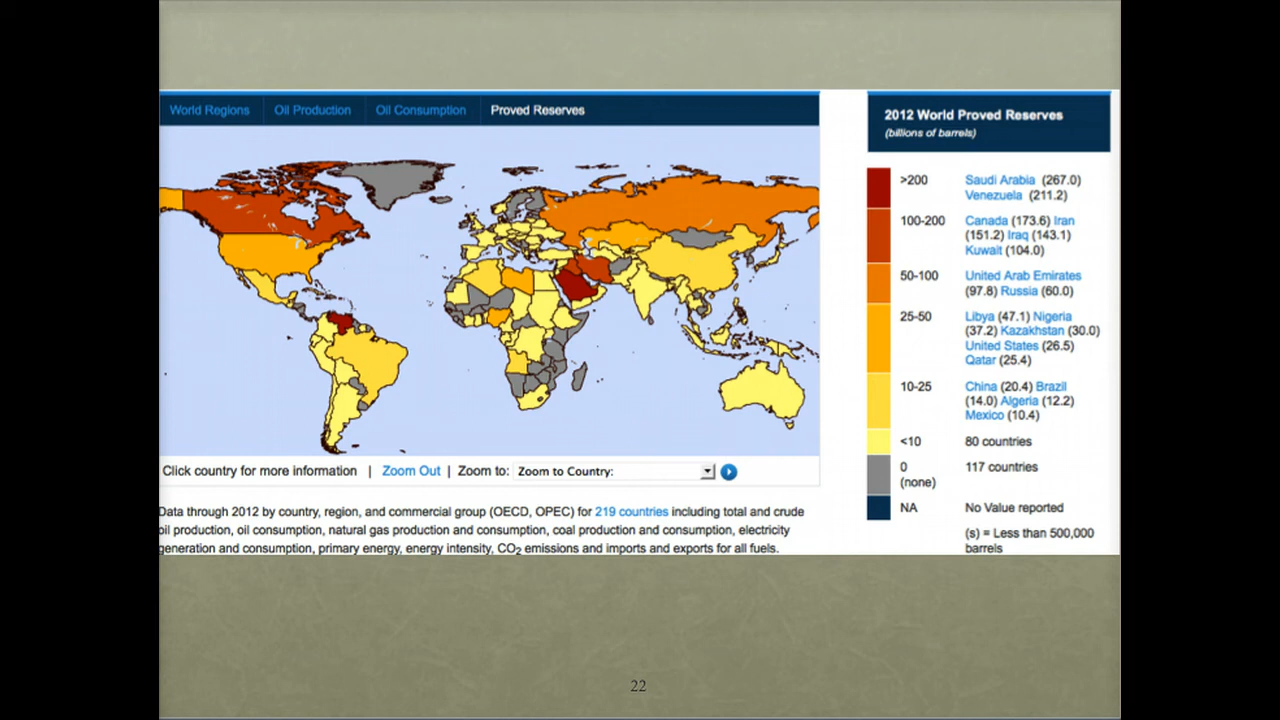 World Regions
Oil Production
Oil Consumption
Proved Reserves
2012 World Proved Reserves
(billions of barrels)
>200
Saudi Arabia (267.0)
Venezuela (211.2)
100-200
Canada (173.6) Iran
(151.2) Iraq (143.1)
Kuwait (104.0)
50-100
United Arab Emirates
(97.8) Russia (60.0)
25-50
Libya (47.1) Nigeria
(37.2) Kazakhstan (30.0)
United States (26.5)
Qatar (25.4)
10-25
China (20.4) Brazil
(14.0) Algeria (12.2)
Mexico (10.4)
<10
80 countries
0
(none)
117 countries
NA
No Value reported
(s) = Less than 500,000
barrels
Click country for more information | Zoom Out | Zoom to: Zoom to Country:
Data through 2012 by country, region, and commercial group (OECD, OPEC) for 219 countries including total and crude
oil production, oil consumption, natural gas production and consumption, coal production and consumption, electricity
generation and consumption, primary energy, energy intensity, CO2 emissions and imports and exports for all fuels.
22